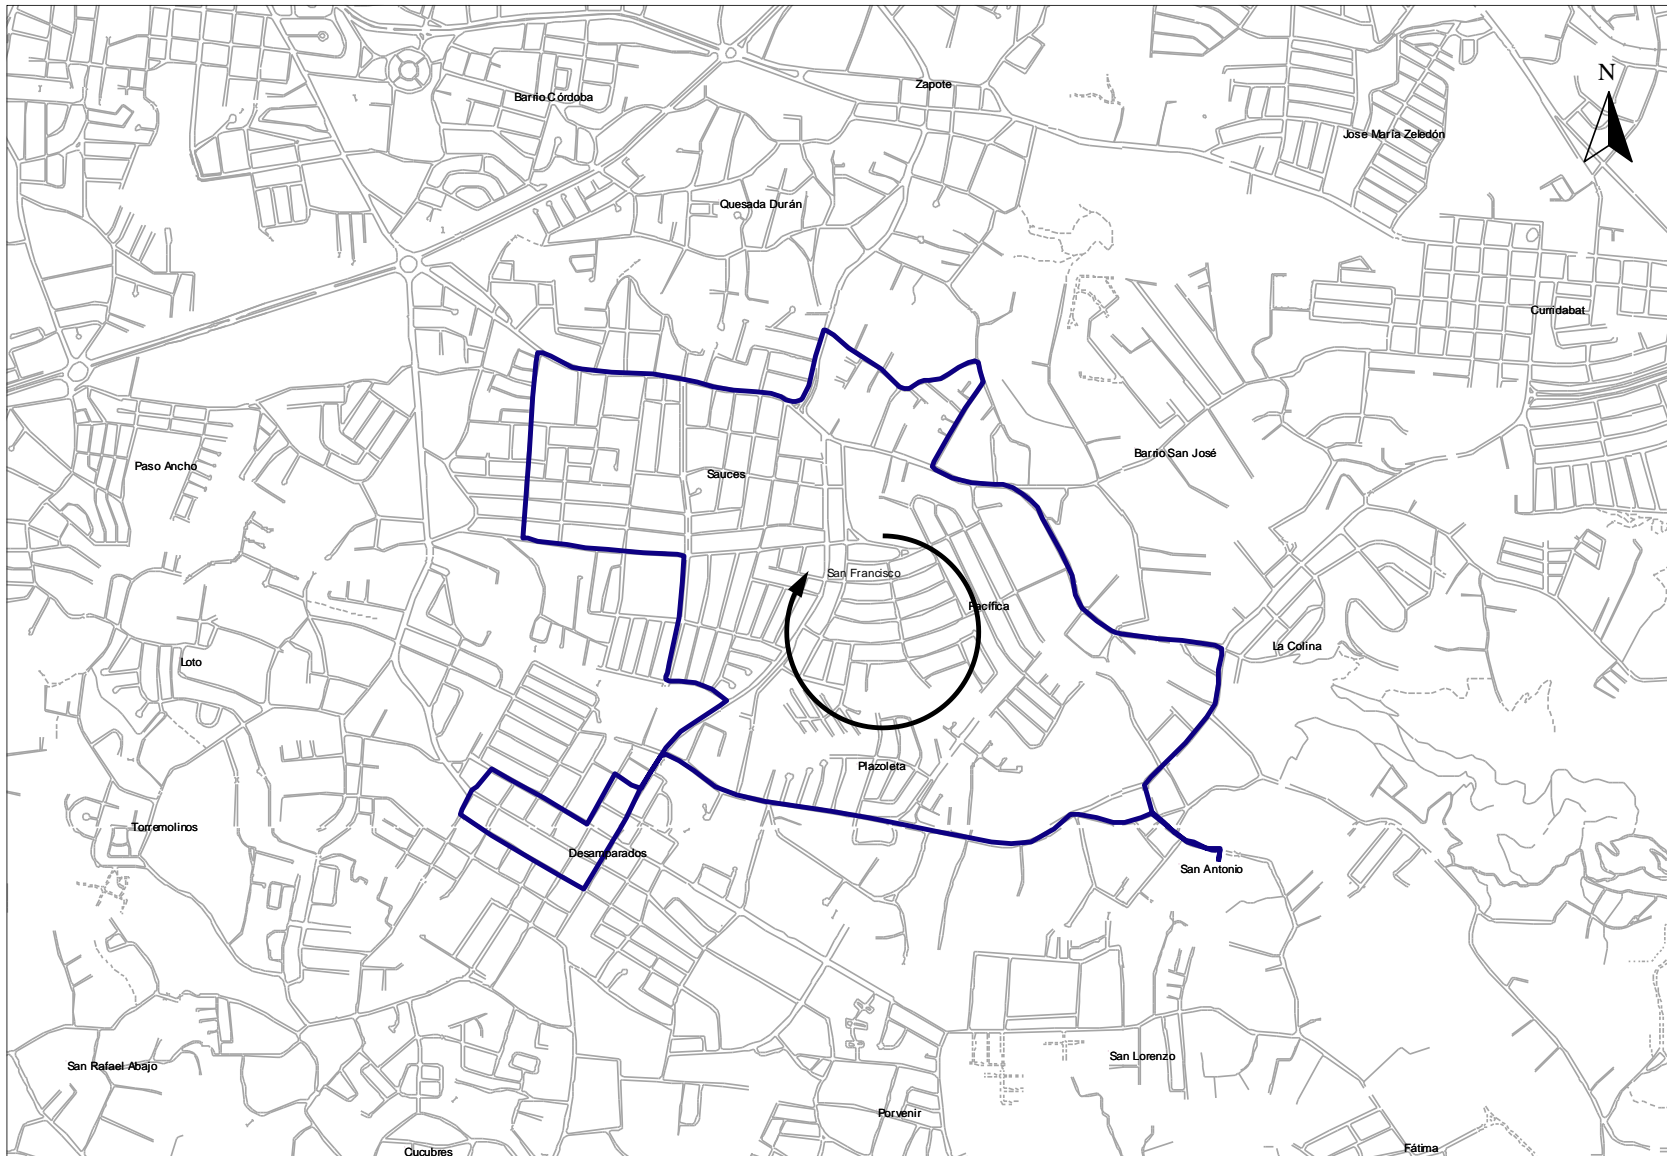 N
Zapote
Barrio Córdoba
Jose María Zeledón
Quesada Durán
Curridabat
Barrio San José
Paso Ancho
Sauces
San Francisco
Pacífica
La Colina
Loto
Plazoleta
Torremolinos
Desamparados
San Antonio
San Lorenzo
San Rafael Abajo
Porvenir
Fátima
Cucubres